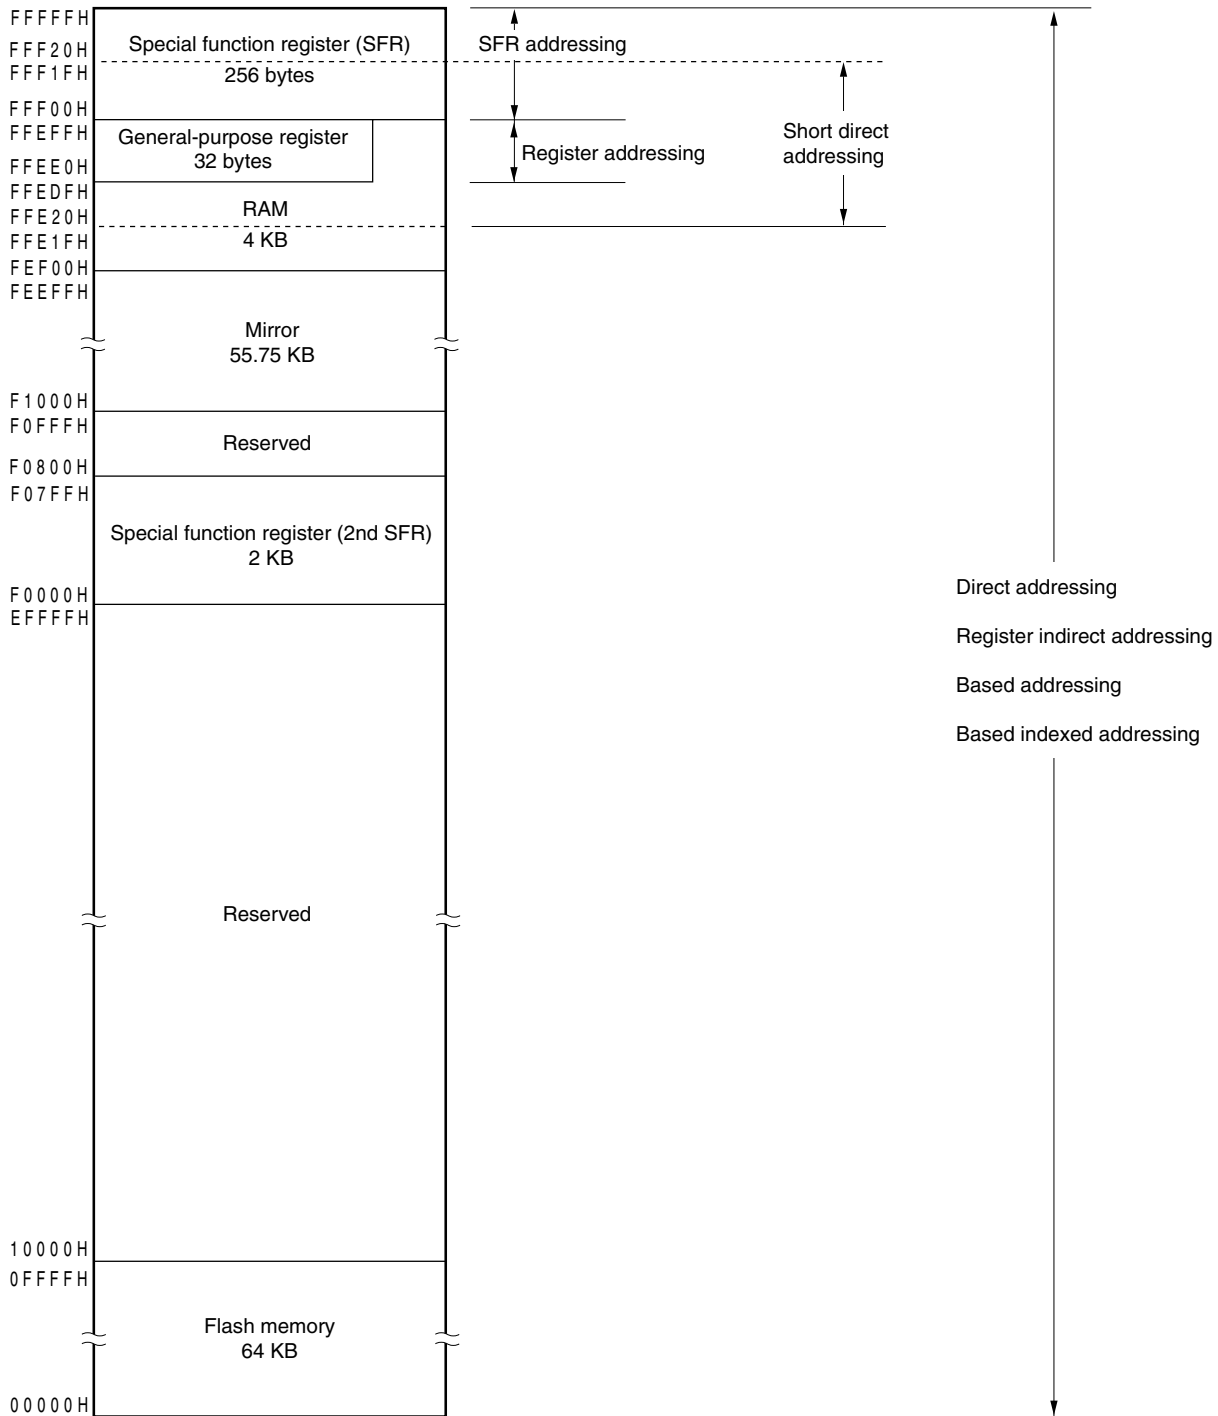 FFFFFH
FFF20H
FFF1FH
FFF00H
FFEFFH
FFEE0H
FFEDFH
FFE20H
FFE1FH
FEF00H
FEEFFH
F1000H
F0FFFH
F0800H
F07FFH
F0000H
EFFFFH
10000H
0FFFFH
00000H
Special function register (SFR)
256 bytes
General-purpose register
32 bytes
RAM
4 KB
Mirror
55.75 KB
Reserved
Special function register (2nd SFR)
2 KB
Reserved
Flash memory
64 KB
SFR addressing
Register addressing
Short direct
addressing
Direct addressing
Register indirect addressing
Based addressing
Based indexed addressing